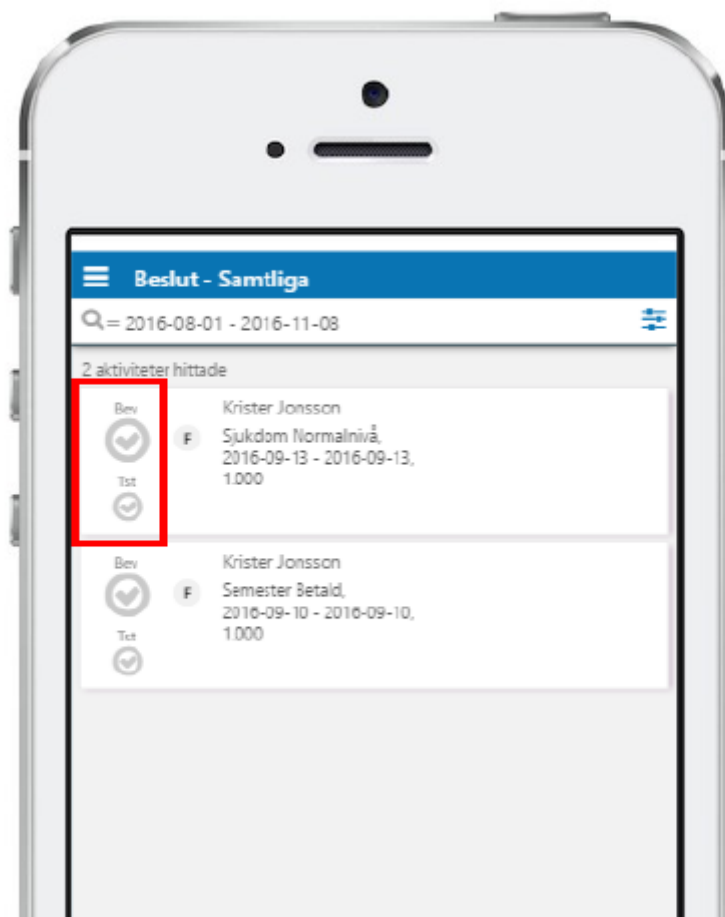 Beslut - Samtliga
= 2016-08-01 - 2016-11-08
2 aktiviteter hittade
Bev
F
Krister Jonsson
Sjukdom Normalnivå,
2016-09-13 - 2016-09-13,
1.000
Tst
Bev
F
Krister Jonsson
Semester Betald,
2016-09-10 - 2016-09-10,
1.000
Tst